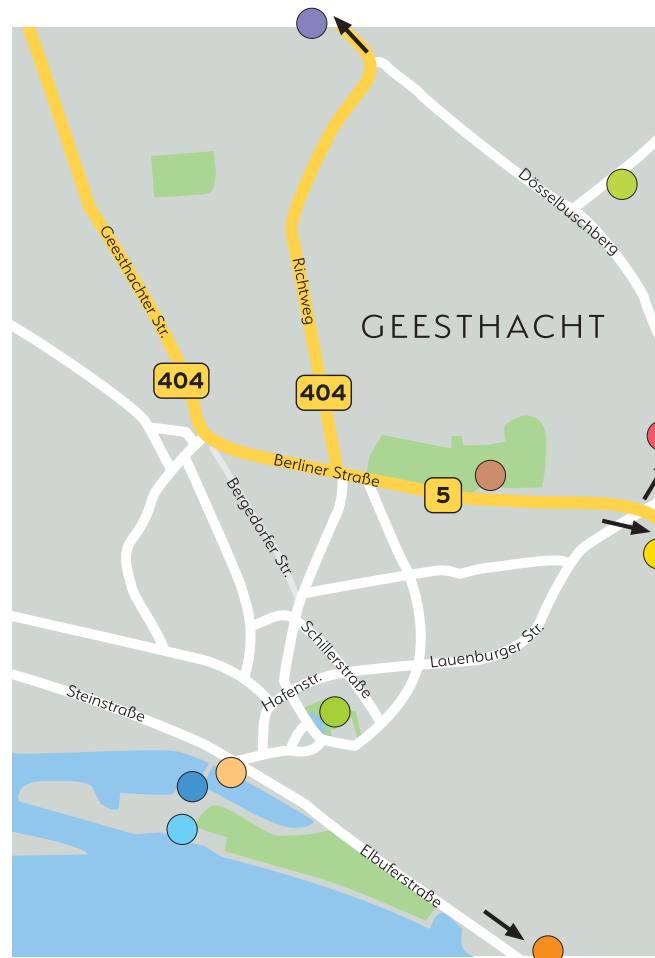 Dösselbuschberg
Geesthachter Str.
Richtweg
GEESTHACHT
404
404
Berliner Straße
5
Bergedorfer Str.
Schillerstraße
Lauenburger Str.
Hafenstr.
Steinstraße
Elbuferstraße